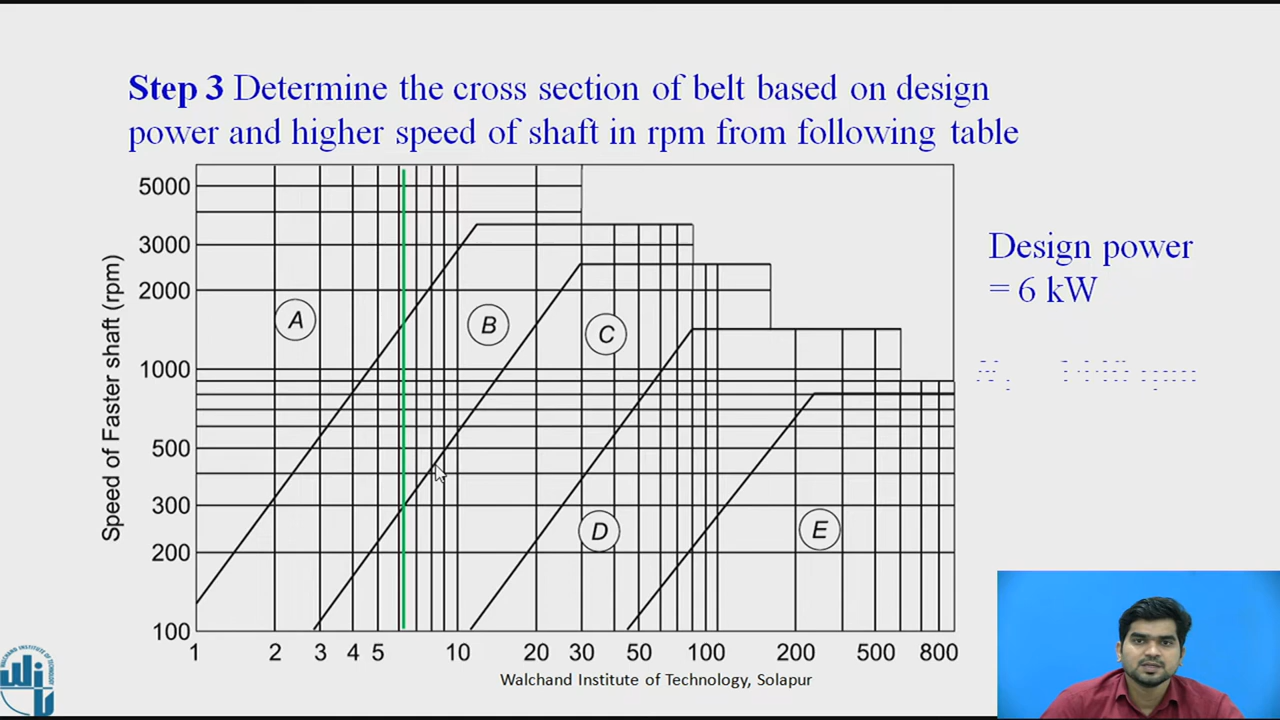 Step 3 Determine the cross section of belt based on design
power and higher speed of shaft in rpm from following table
Design power
= 6 kW
Speed of Faster shaft (rpm)
5000
3000
2000
1000
500
300
200
100
A
B
C
D
E
1 2 3 4 5 10 20 30 50 100 200 500 800
Walchand Institute of Technology, Solapur